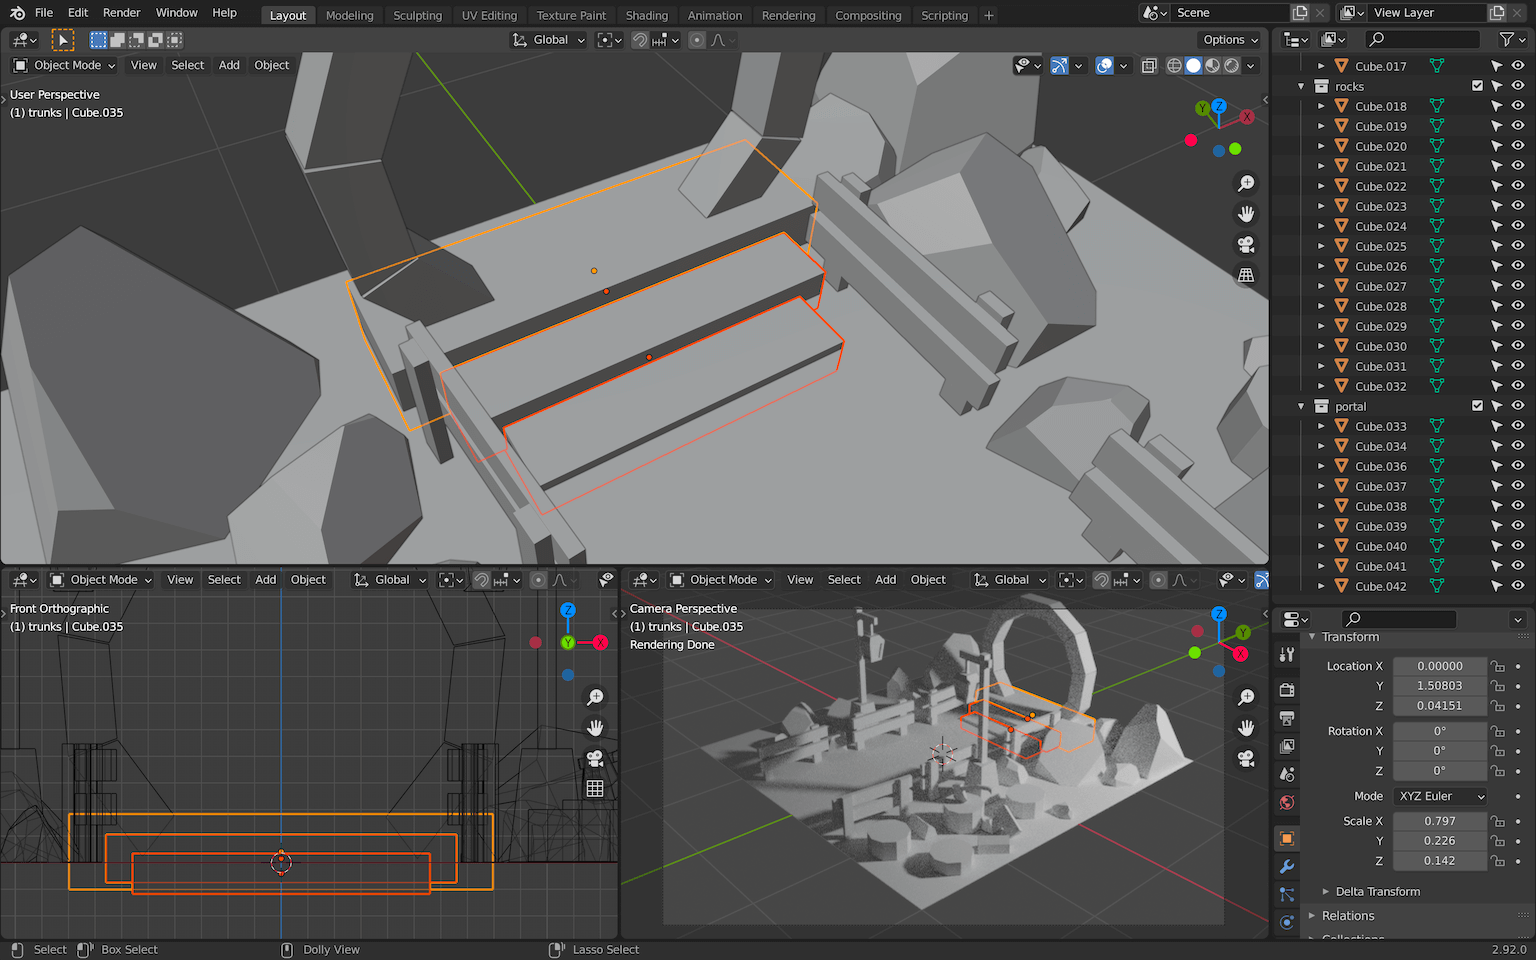 File Edit Render Window Help Layout Modeling Sculpting UV Editing Texture Paint Shading Animation Rendering Compositing Scripting + Scene View Layer
Global Options
Object Mode View Select Add Object
User Perspective
(1) trunks | Cube.035
Z
Y
X
Cube.017
rocks
Cube.018
Cube.019
Cube.020
Cube.021
Cube.022
Cube.023
Cube.024
Cube.025
Cube.026
Cube.027
Cube.028
Cube.029
Cube.030
Cube.031
Cube.032
portal
Cube.033
Cube.034
Cube.036
Cube.037
Cube.038
Cube.039
Cube.040
Cube.041
Cube.042
Object Mode View Select Add Object Global
Front Orthographic
(1) trunks | Cube.035
Z
Y X
Object Mode View Select Add Object Global
Camera Perspective
(1) trunks | Cube.035
Rendering Done
Z
Y
X
Transform
Location X 0.00000
Y 1.50803
Z 0.04151
Rotation X 0°
Y 0°
Z 0°
Mode XYZ Euler
Scale X 0.797
Y 0.226
Z 0.142
Delta Transform
Relations
Select Box Select Dolly View Lasso Select 2.92.0